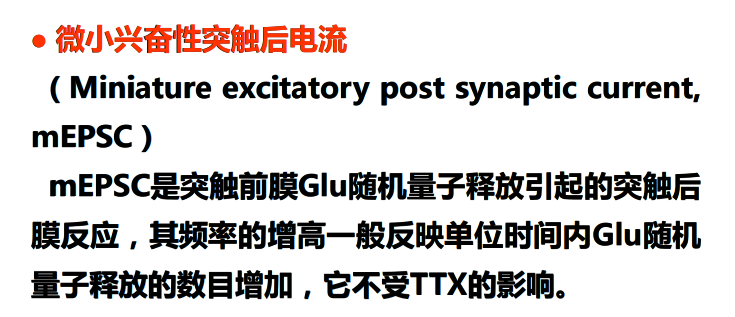 ● 微小兴奋性突触后电流
（Miniature excitatory post synaptic current,
mEPSC）
mEPSC是突触前膜Glu随机量子释放引起的突触后
膜反应，其频率的增高一般反映单位时间内Glu随机
量子释放的数目增加，它不受TTX的影响。